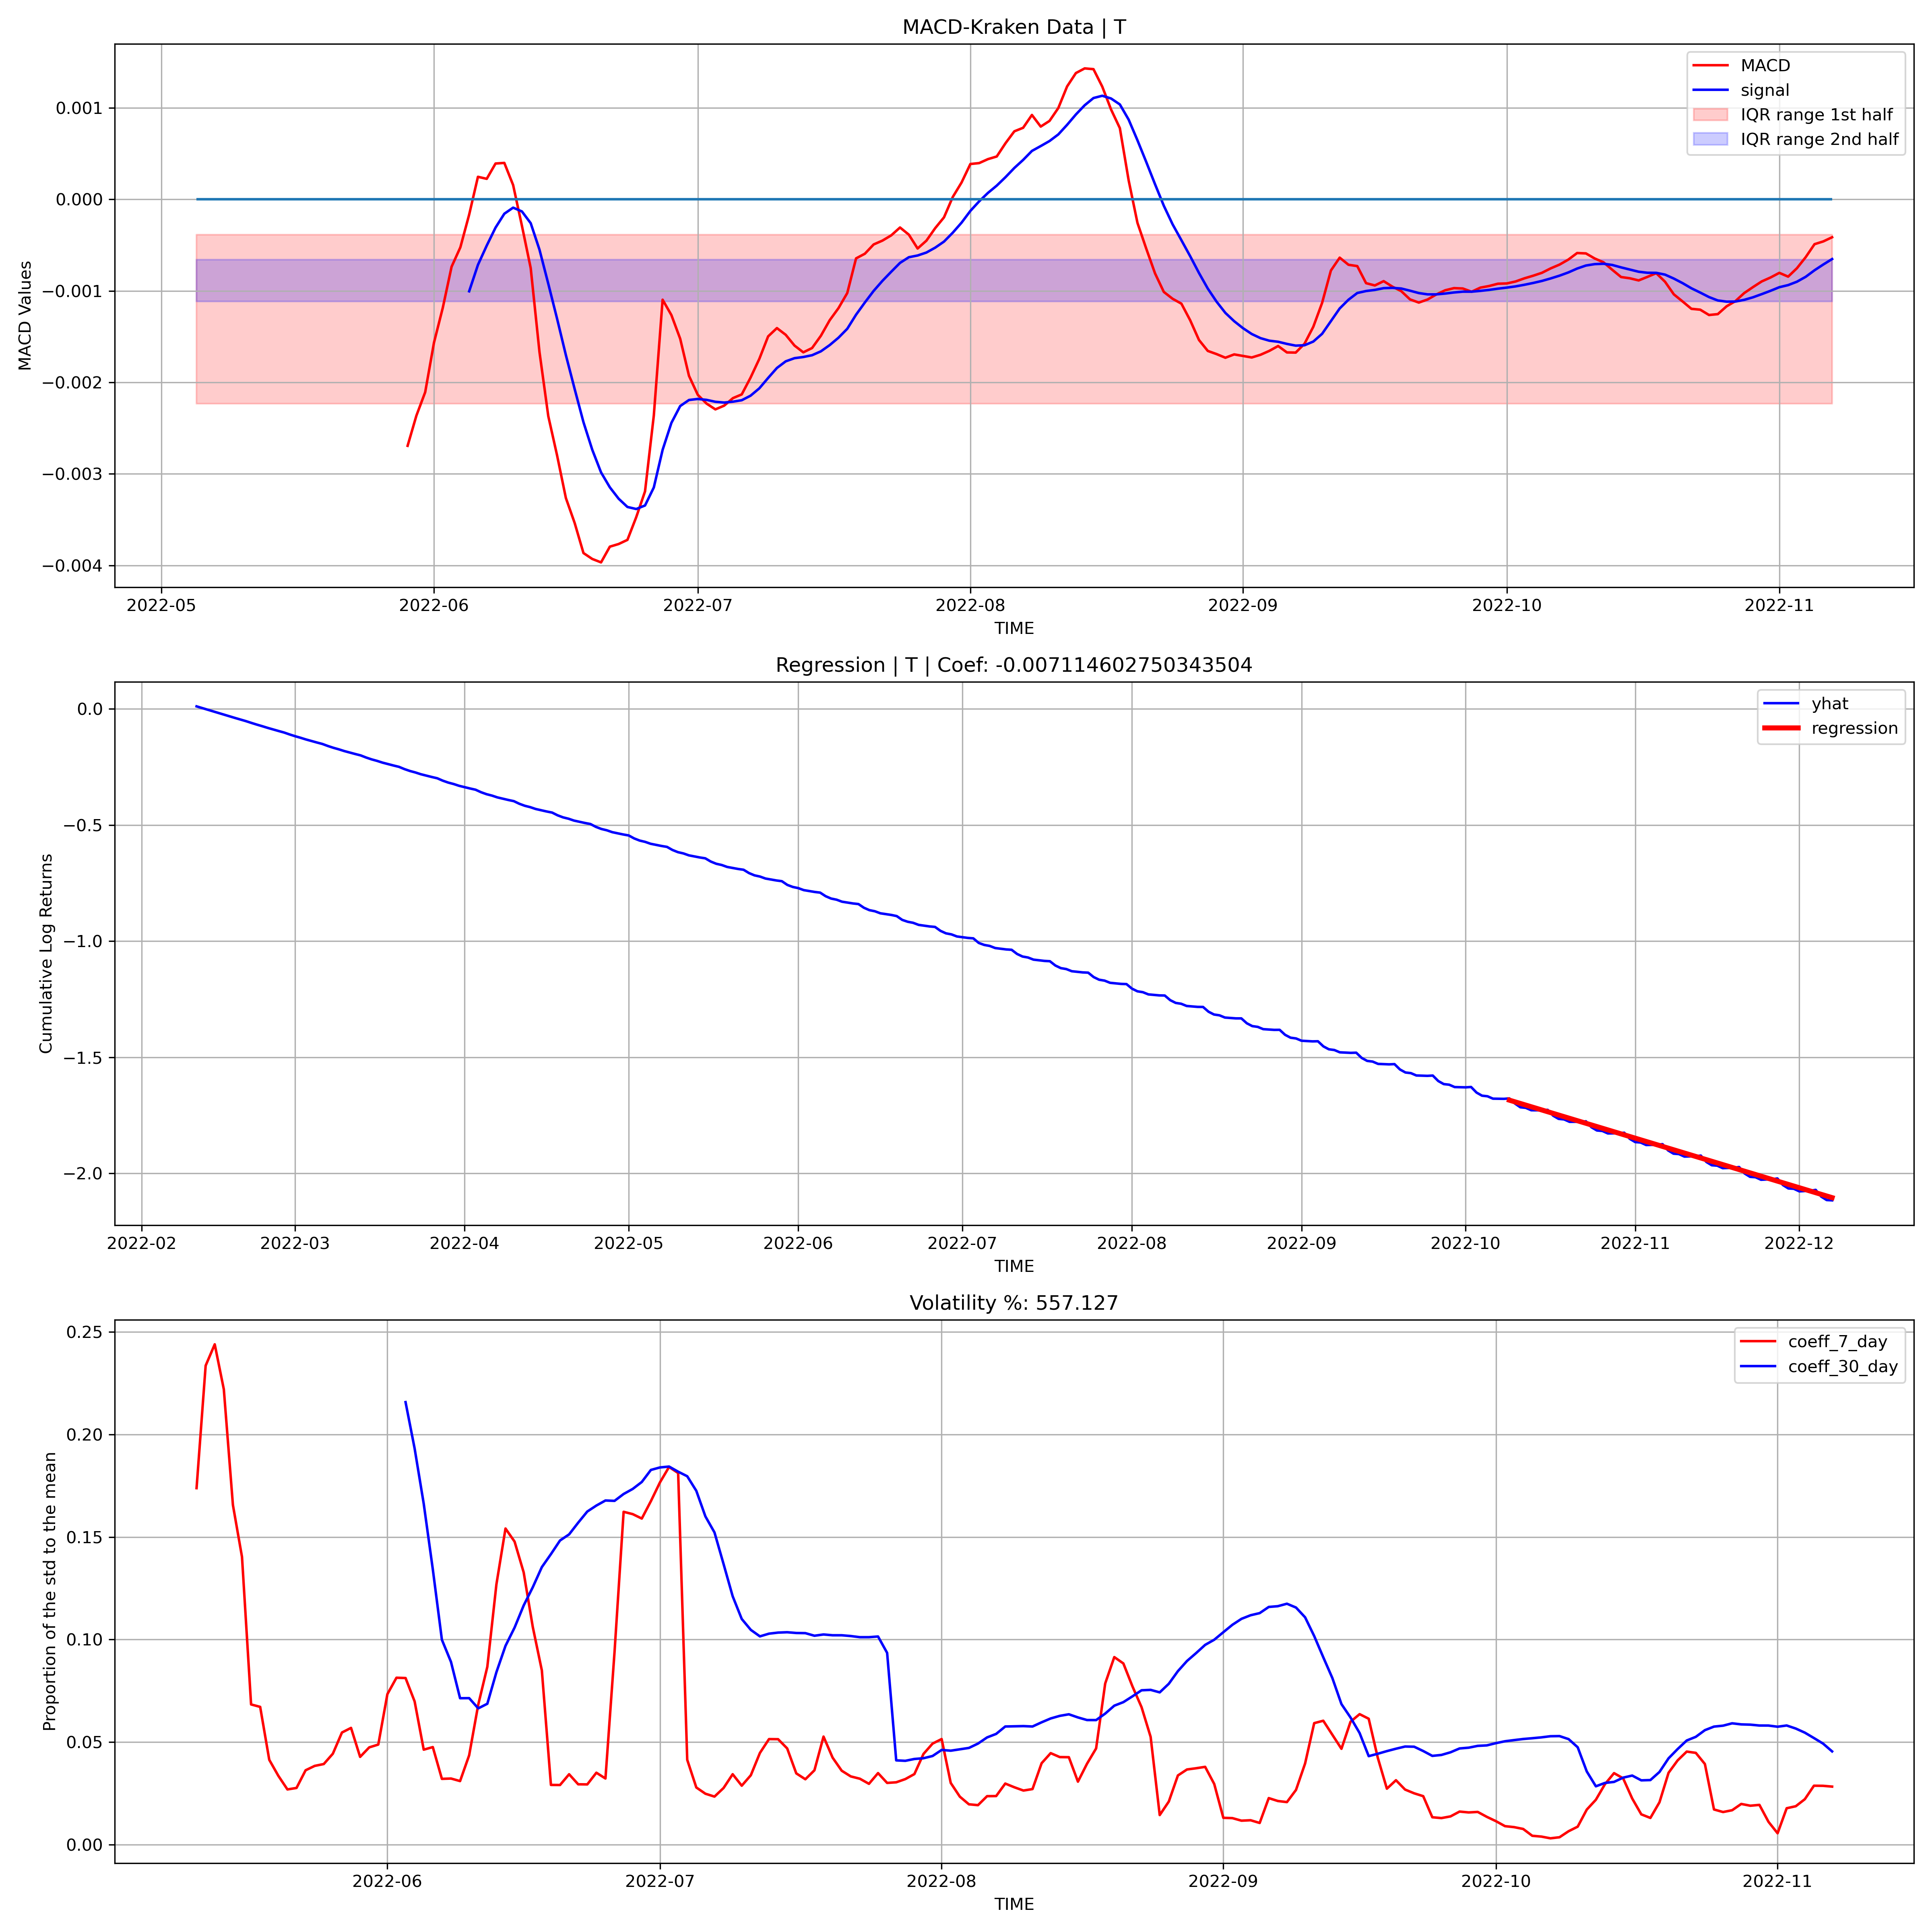 MACD-Kraken Data | T
MACD Values
0.001
0.000
−0.001
−0.002
−0.003
−0.004
MACD
signal
IQR range 1st half
IQR range 2nd half
2022-05 2022-06 2022-07 2022-08 2022-09 2022-10 2022-11
TIME
Regression | T | Coef: -0.007114602750343504
Cumulative Log Returns
0.0
−0.5
−1.0
−1.5
−2.0
yhat
regression
2022-02 2022-03 2022-04 2022-05 2022-06 2022-07 2022-08 2022-09 2022-10 2022-11 2022-12
TIME
Volatility %: 557.127
Proportion of the std to the mean
0.25
0.20
0.15
0.10
0.05
0.00
coeff_7_day
coeff_30_day
2022-06 2022-07 2022-08 2022-09 2022-10 2022-11
TIME